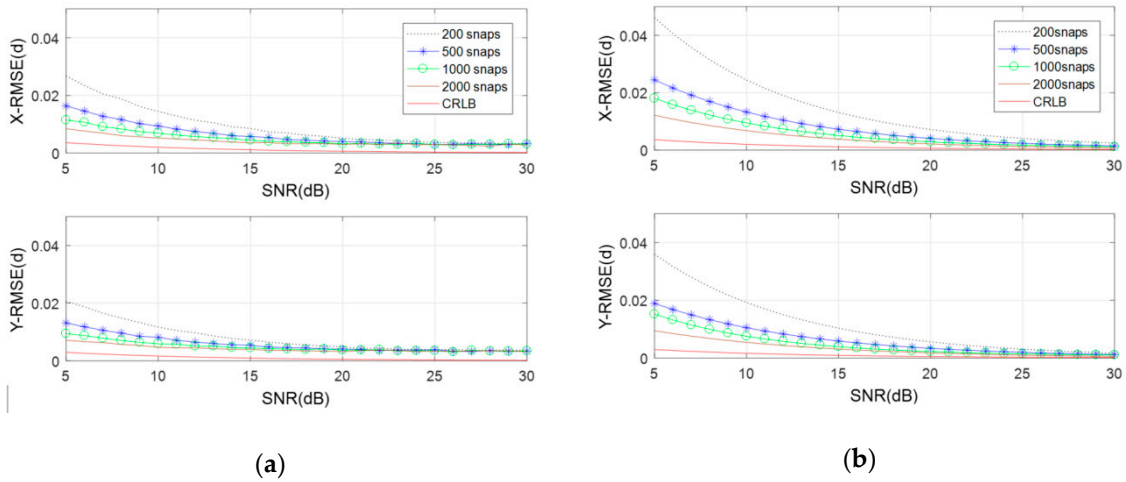 X-RMSE(d)
0.04
0.02
0
5 10 15 20 25 30
SNR(dB)
200 snaps
500 snaps
1000 snaps
2000 snaps
CRLB
Y-RMSE(d)
0.04
0.02
0
5 10 15 20 25 30
SNR(dB)
(a)
X-RMSE(d)
0.04
0.02
0
5 10 15 20 25 30
SNR(dB)
200snaps
500snaps
1000snaps
2000snaps
CRLB
Y-RMSE(d)
0.04
0.02
0
5 10 15 20 25 30
SNR(dB)
(b)